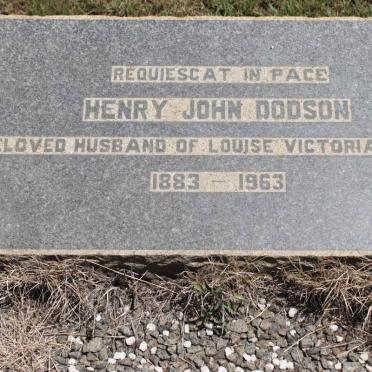 REQUIESCAT IN PACE
HENRY JOHN DODSON
ELOVED HUSBAND OF LOUISE VICTORIA
1883 — 1963